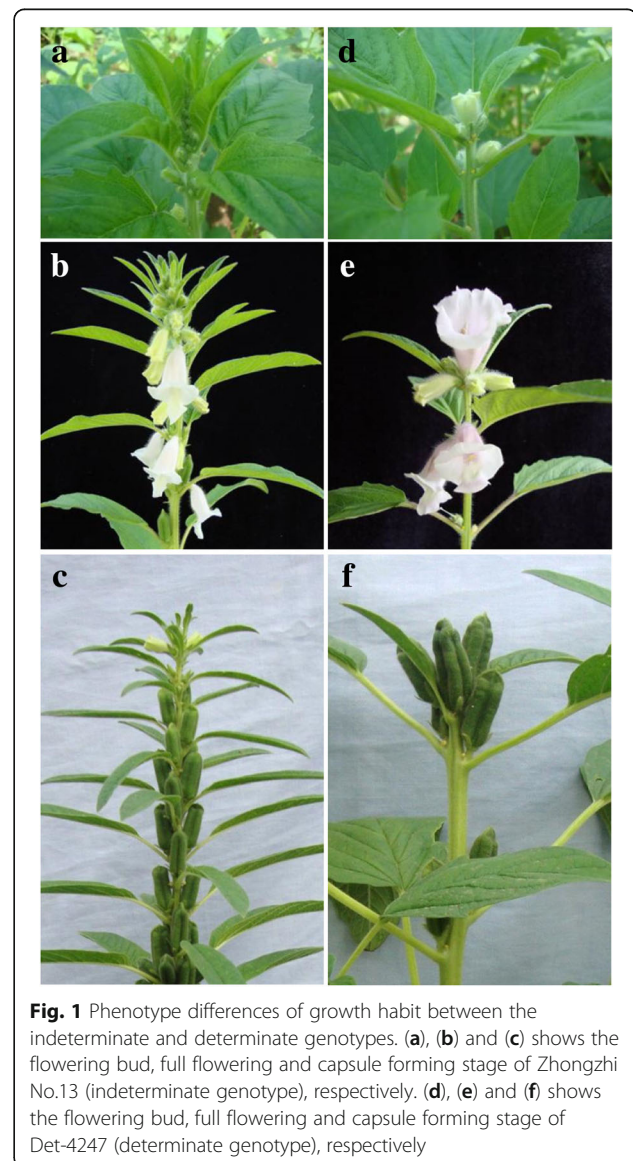 a
d
b
e
c
f
Fig. 1 Phenotype differences of growth habit between the
indeterminate and determinate genotypes. (a), (b) and (c) shows the
flowering bud, full flowering and capsule forming stage of Zhongzhi
No.13 (indeterminate genotype), respectively. (d), (e) and (f) shows
the flowering bud, full flowering and capsule forming stage of
Det-4247 (determinate genotype), respectively